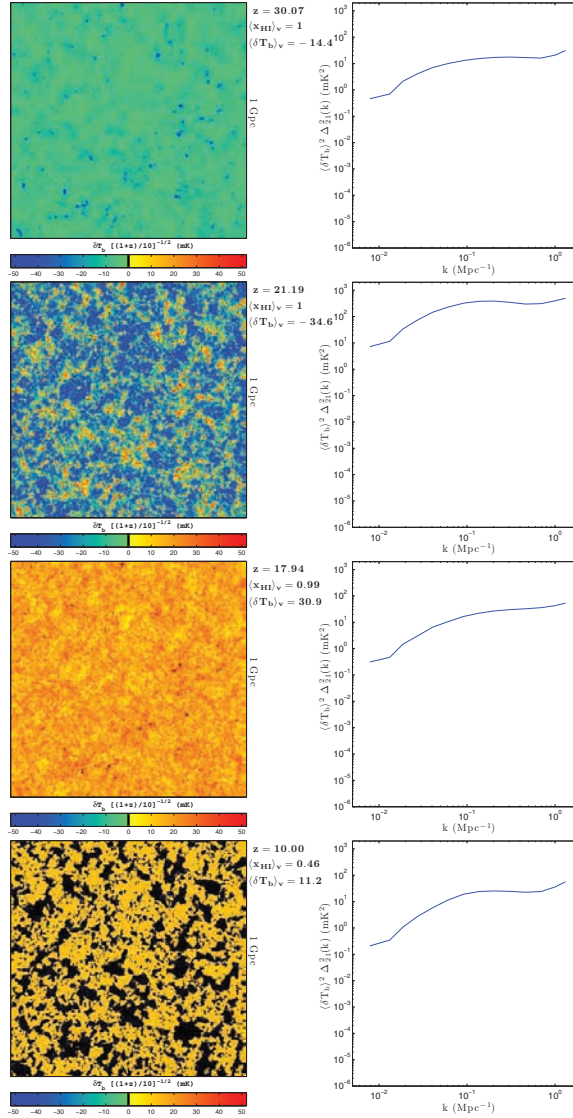 z = 30.07
⟨x_HI⟩_v = 1
⟨δT_b⟩_v = − 14.4
1 Gpc
δT_b [(1+z)/10]^{-1/2} (mK)
−50 −40 −30 −20 −10 0 10 20 30 40 50
⟨δT_b⟩² Δ²_21(k) (mK²)
10^3
10^2
10^1
10^0
10^-1
10^-2
10^-3
10^-4
10^-5
10^-6
10^-2 10^-1 10^0
k (Mpc^-1)
z = 21.19
⟨x_HI⟩_v = 1
⟨δT_b⟩_v = − 34.6
1 Gpc
δT_b [(1+z)/10]^{-1/2} (mK)
−50 −40 −30 −20 −10 0 10 20 30 40 50
⟨δT_b⟩² Δ²_21(k) (mK²)
10^3
10^2
10^1
10^0
10^-1
10^-2
10^-3
10^-4
10^-5
10^-6
10^-2 10^-1 10^0
k (Mpc^-1)
z = 17.94
⟨x_HI⟩_v = 0.99
⟨δT_b⟩_v = 30.9
1 Gpc
δT_b [(1+z)/10]^{-1/2} (mK)
−50 −40 −30 −20 −10 0 10 20 30 40 50
⟨δT_b⟩² Δ²_21(k) (mK²)
10^3
10^2
10^1
10^0
10^-1
10^-2
10^-3
10^-4
10^-5
10^-6
10^-2 10^-1 10^0
k (Mpc^-1)
z = 10.00
⟨x_HI⟩_v = 0.46
⟨δT_b⟩_v = 11.2
1 Gpc
δT_b [(1+z)/10]^{-1/2} (mK)
−50 −40 −30 −20 −10 0 10 20 30 40 50
⟨δT_b⟩² Δ²_21(k) (mK²)
10^3
10^2
10^1
10^0
10^-1
10^-2
10^-3
10^-4
10^-5
10^-6
10^-2 10^-1 10^0
k (Mpc^-1)